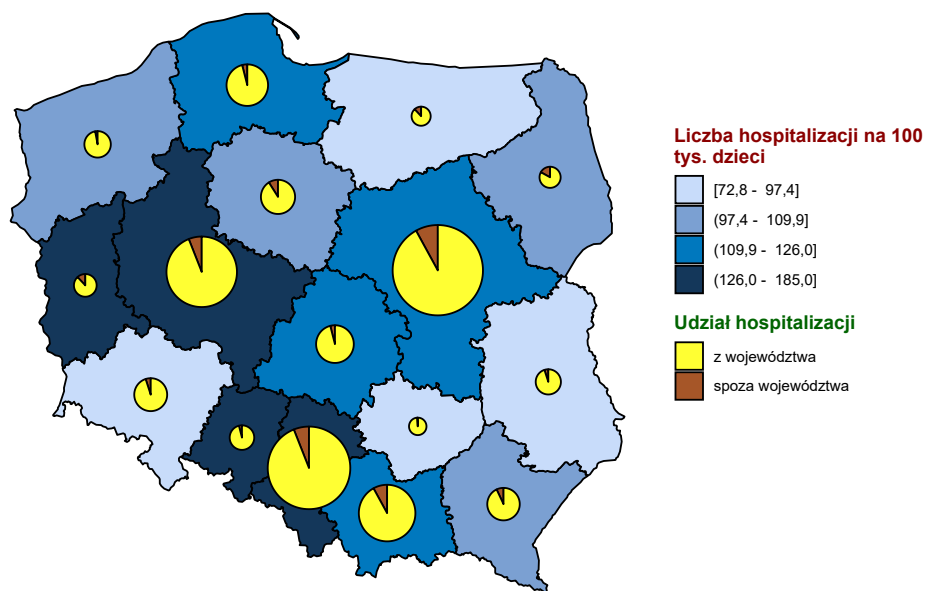 Liczba hospitalizacji na 100
tys. dzieci
[72,8 - 97,4]
(97,4 - 109,9]
(109,9 - 126,0]
(126,0 - 185,0]
Udział hospitalizacji
z województwa
spoza województwa